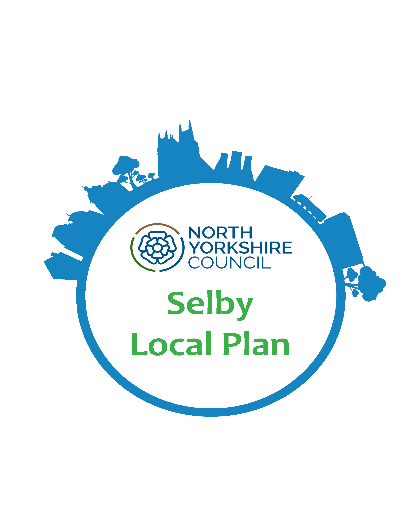 NORTH
YORKSHIRE
COUNCIL
Selby
Local Plan